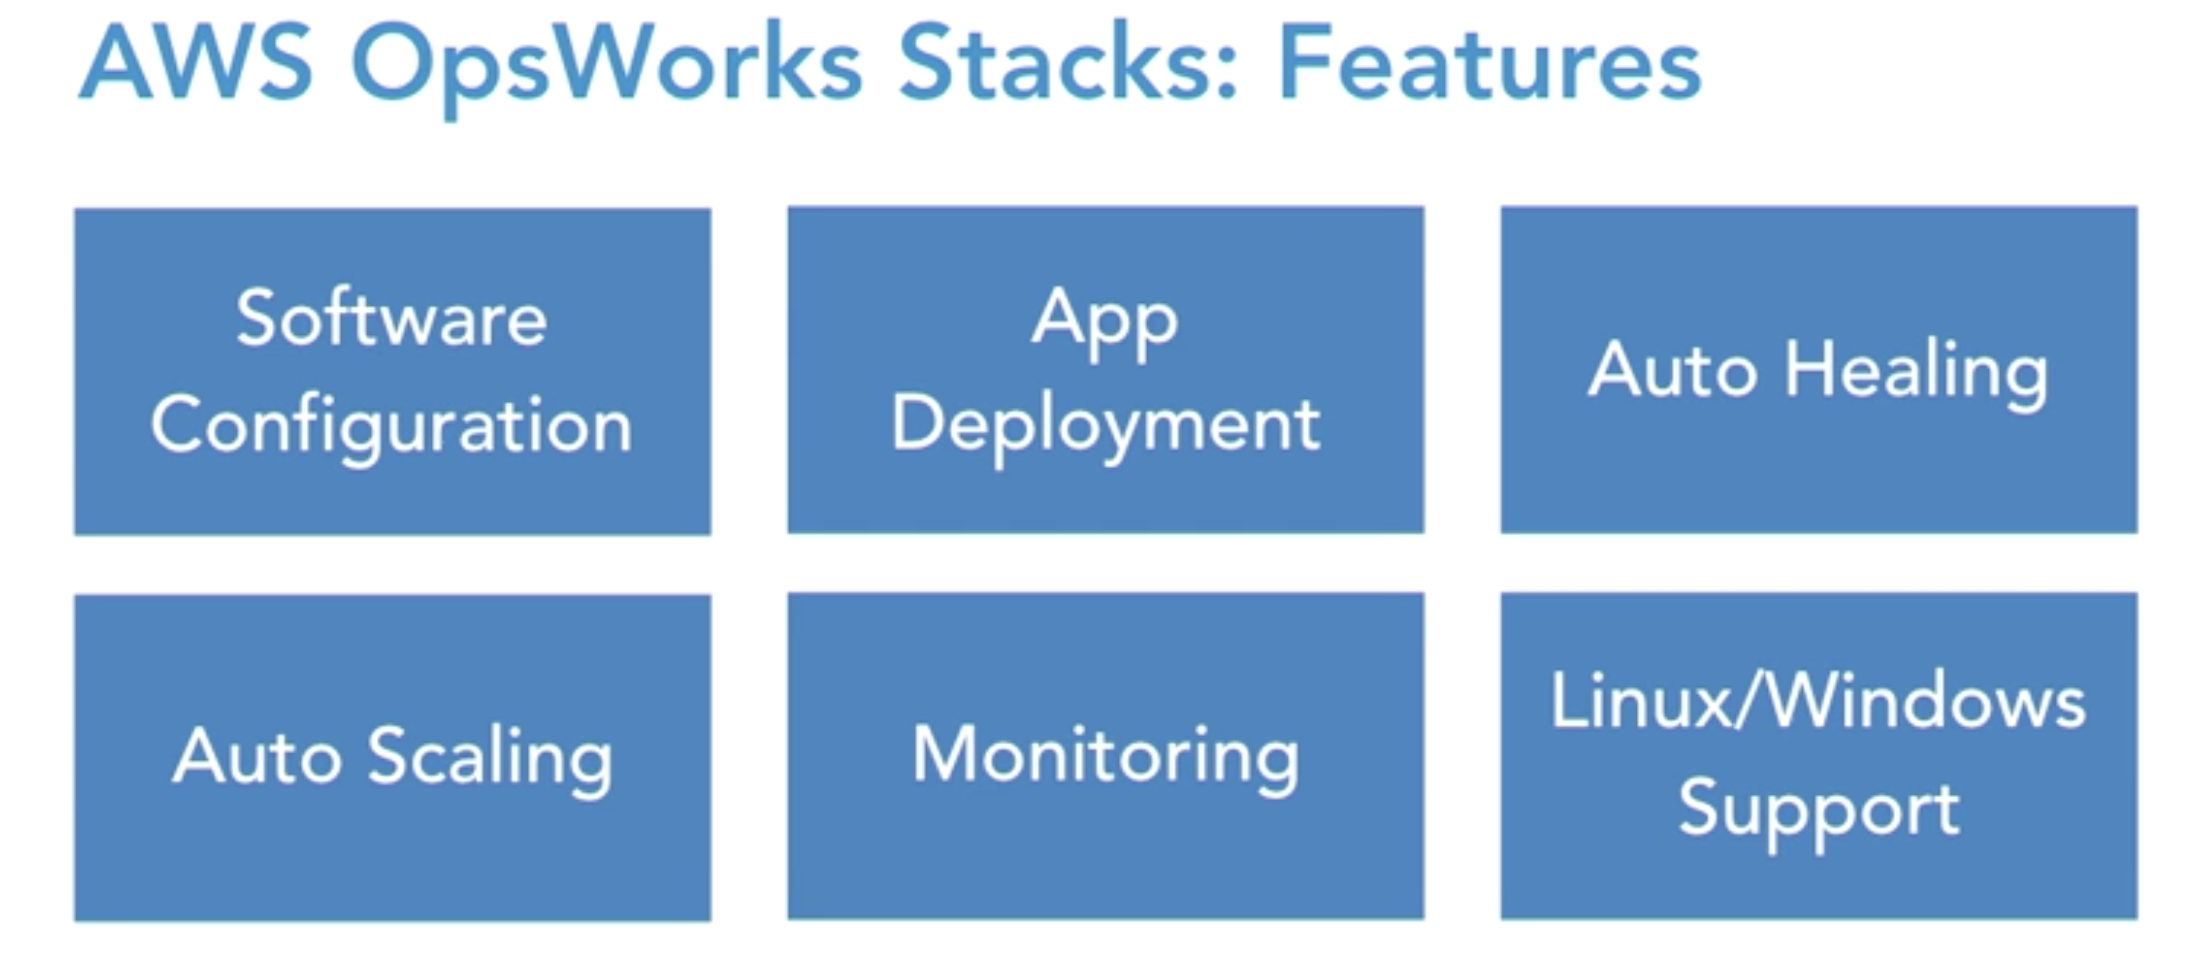 AWS OpsWorks Stacks: Features
Software
Configuration
App
Deployment
Auto Healing
Auto Scaling
Monitoring
Linux/Windows
Support